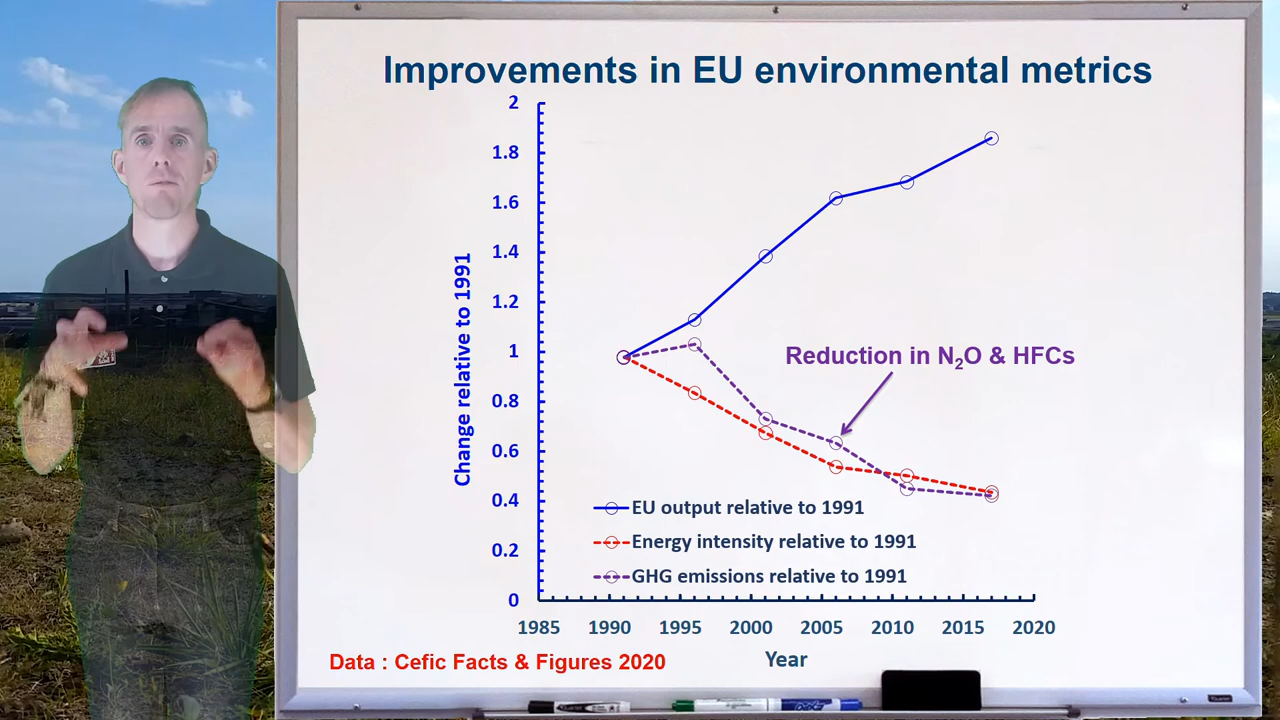 Improvements in EU environmental metrics
2
1.8
1.6
1.4
1.2
1
0.8
0.6
0.4
0.2
0
Change relative to 1991
Reduction in N₂O & HFCs
EU output relative to 1991
Energy intensity relative to 1991
GHG emissions relative to 1991
1985 1990 1995 2000 2005 2010 2015 2020
Year
Data : Cefic Facts & Figures 2020